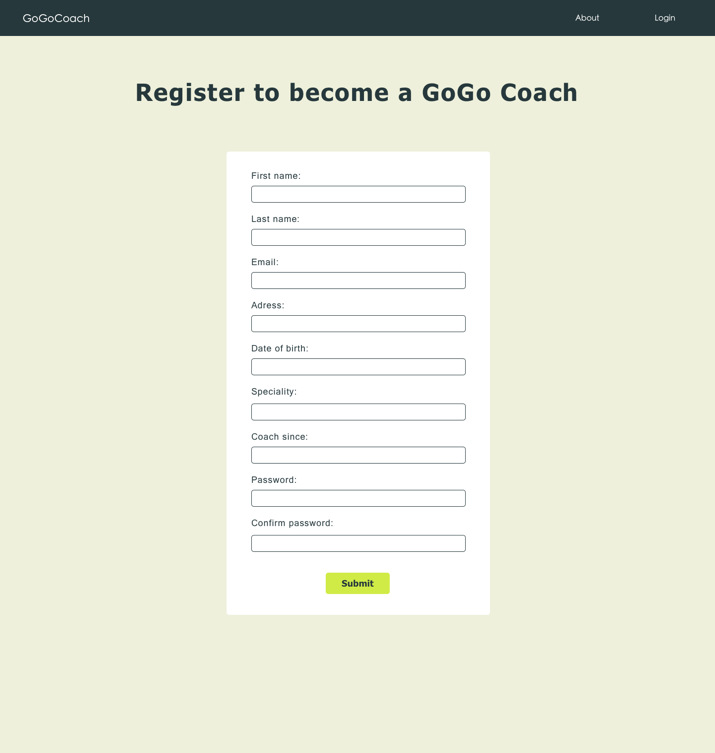 GoGoCoach About Login
Register to become a GoGo Coach
First name:
Last name:
Email:
Adress:
Date of birth:
Speciality:
Coach since:
Password:
Confirm password:
Submit